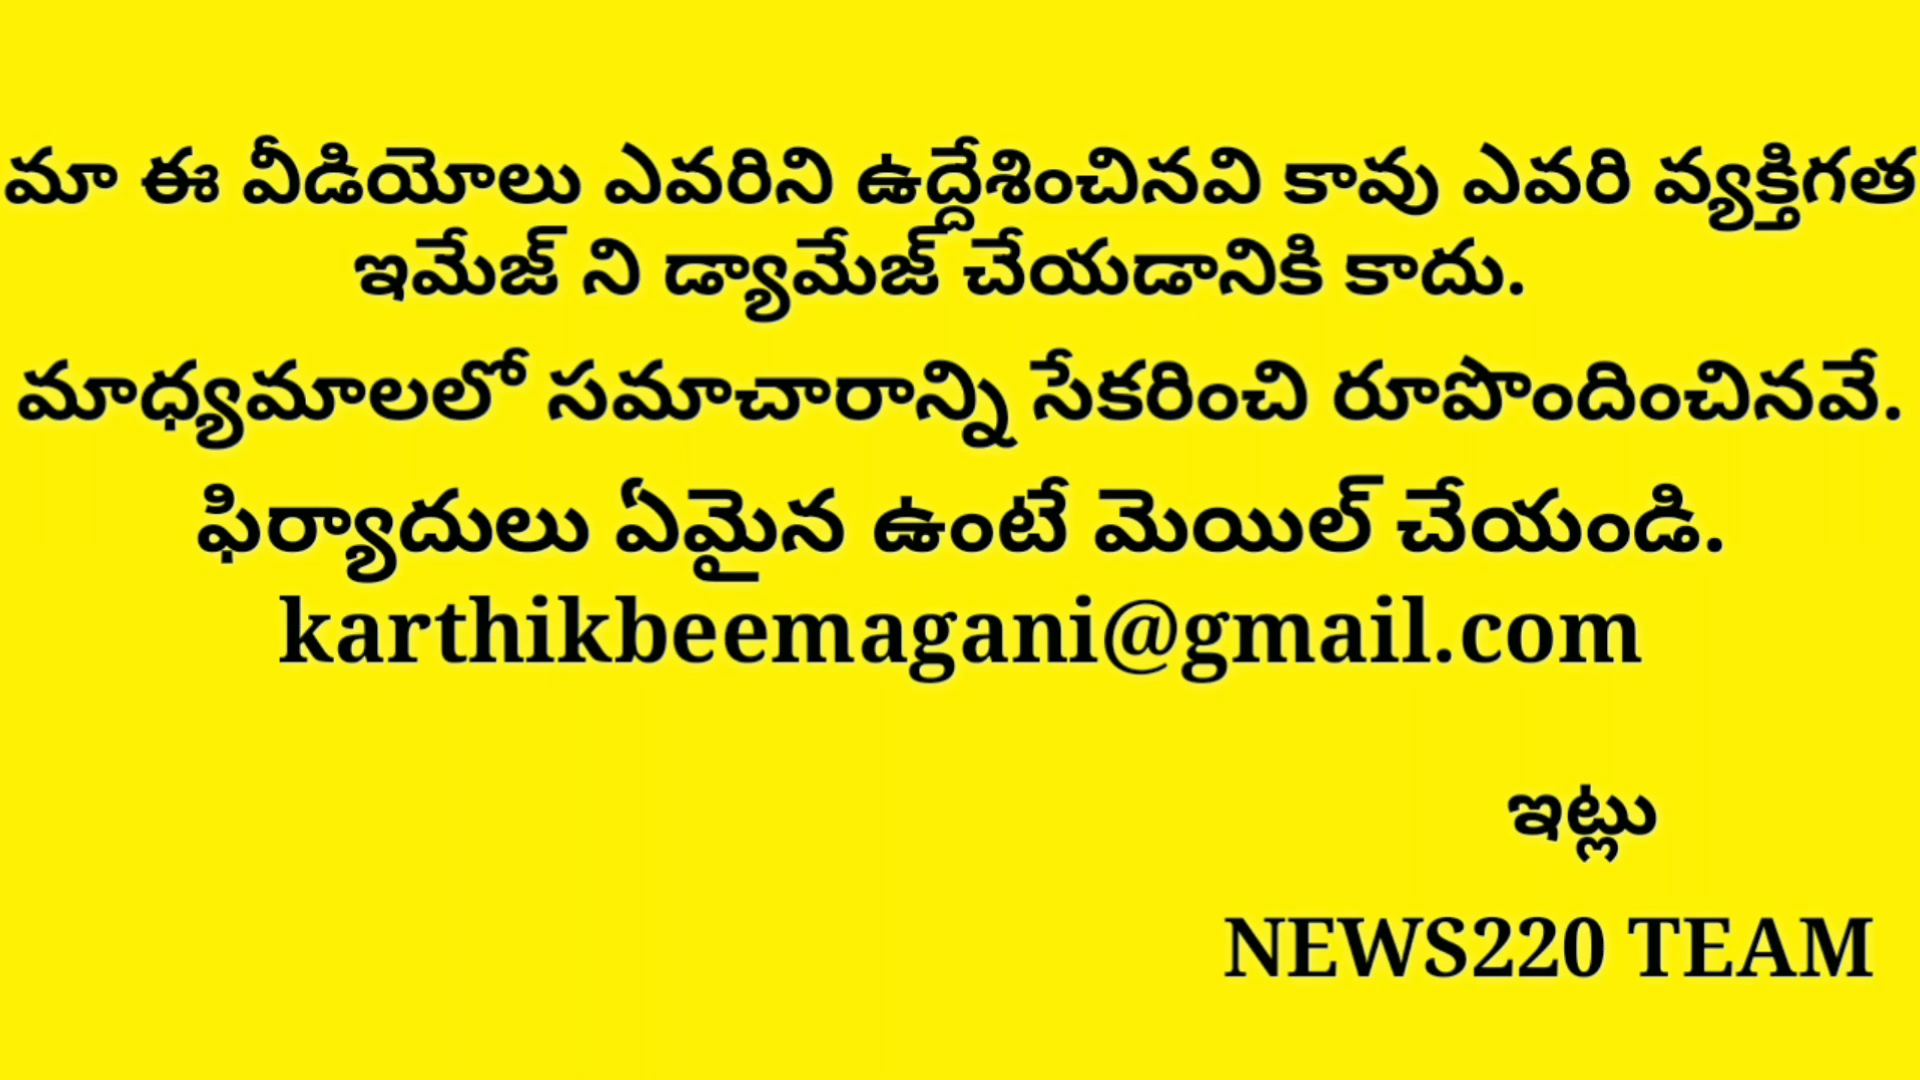 మా ఈ వీడియోలు ఎవరిని ఉద్దేశించినవి కావు ఎవరి వ్యక్తిగత
ఇమేజ్ ని డ్యామేజ్ చేయడానికి కాదు.
మాధ్యమాలలో సమాచారాన్ని సేకరించి రూపొందించినవే.
ఫిర్యాదులు ఏమైన ఉంటే మెయిల్ చేయండి.
karthikbeemagani@gmail.com
ఇట్లు
NEWS220 TEAM